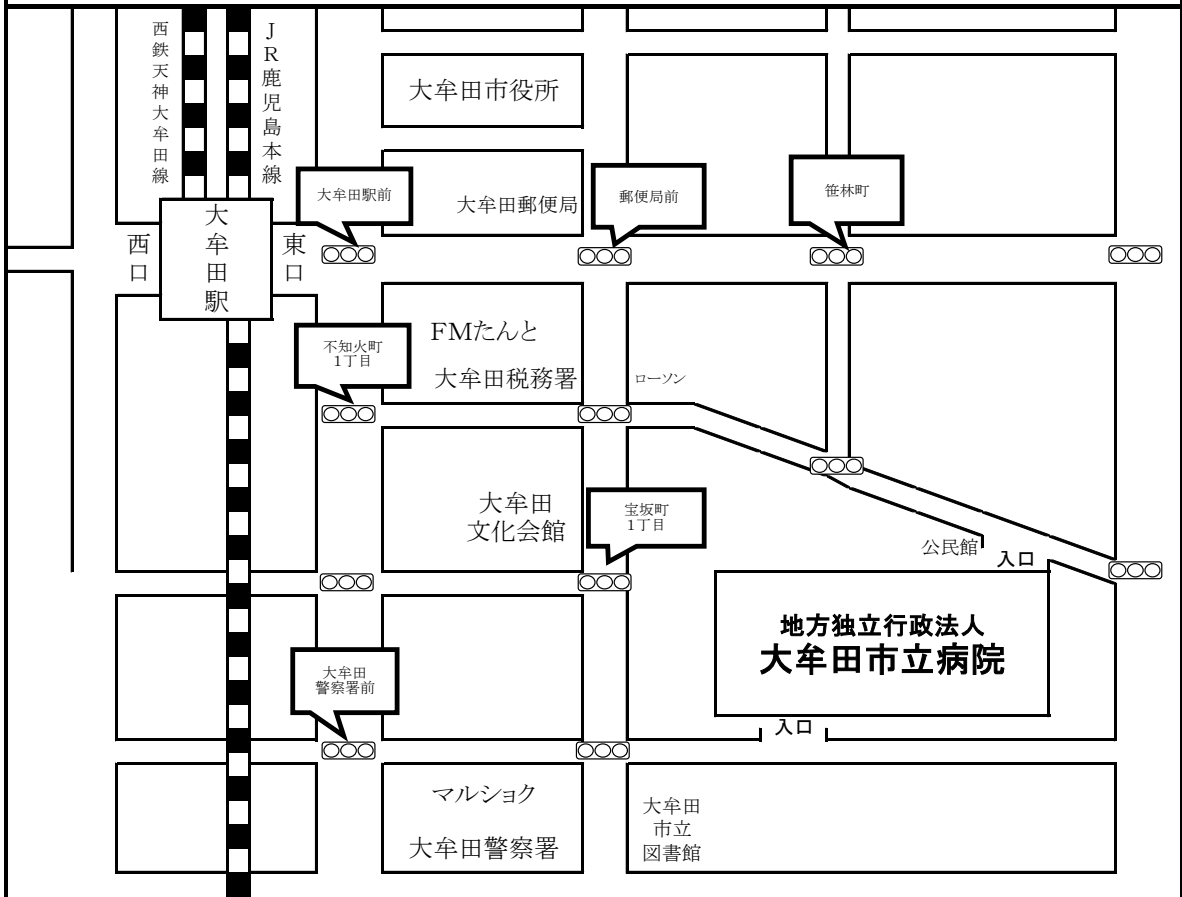 西鉄天神大牟田線
JR鹿児島本線
大牟田市役所
大牟田駅前
大牟田郵便局
郵便局前
笹林町
西口
大牟田駅
東口
不知火町
1丁目
FMたんと
大牟田税務署
ローソン
大牟田
文化会館
宝坂町
1丁目
公民館
入口
地方独立行政法人
大牟田市立病院
大牟田
警察署前
入口
マルショク
大牟田警察署
大牟田
市立
図書館